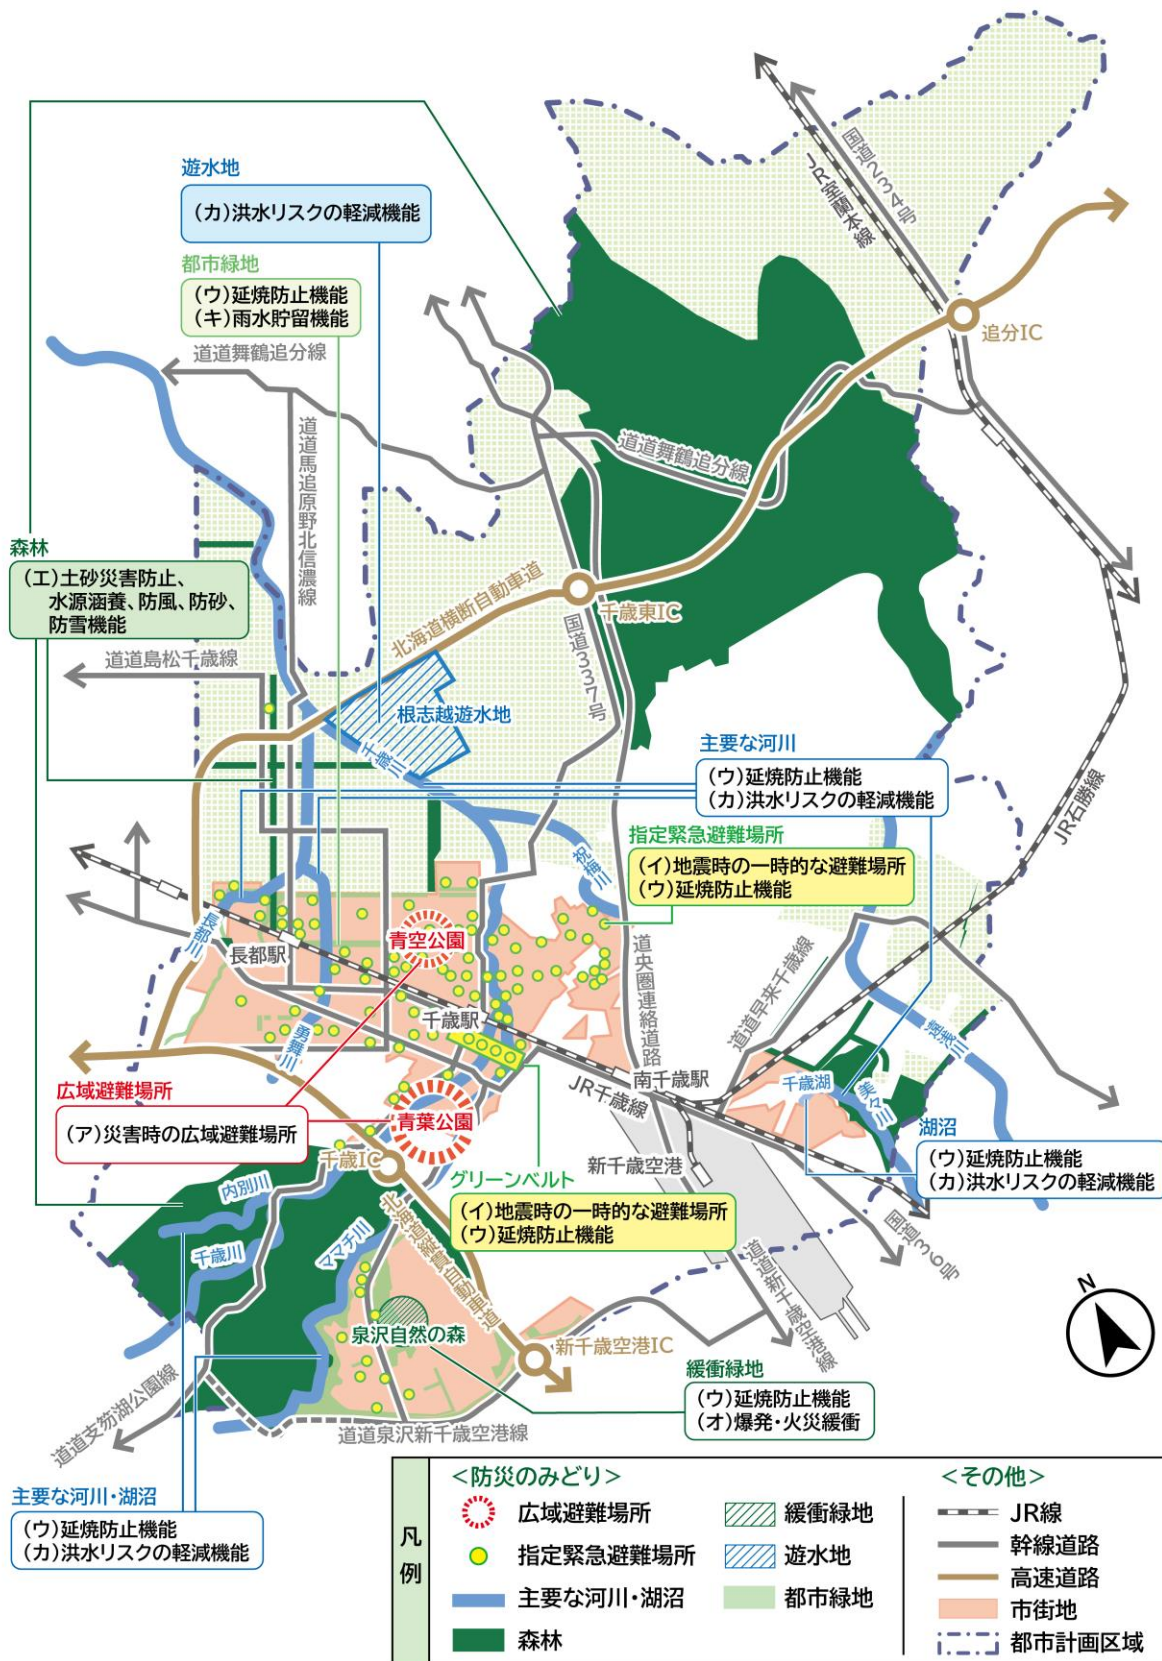 国道234号
JR室蘭本線
遊水地
(カ)洪水リスクの軽減機能
都市緑地
(ウ)延焼防止機能
(キ)雨水貯留機能
追分IC
道道舞鶴追分線
道道馬追原野北信濃線
道道舞鶴追分線
森林
(エ)土砂災害防止、
水源涵養、防風、防砂、
防雪機能
北海道横断自動車道
千歳東IC
国道337号
道道島松千歳線
根志越遊水地
千歳川
主要な河川
(ウ)延焼防止機能
(カ)洪水リスクの軽減機能
JR石勝線
指定緊急避難場所
(イ)地震時の一時的な避難場所
(ウ)延焼防止機能
祝梅川
長都川
長都駅
青空公園
道央圏連絡道路
道道早来千歳線
千歳駅
勇舞川
遠浅川
南千歳駅
JR千歳線
千歳湖
美々川
広域避難場所
(ア)災害時の広域避難場所
青葉公園
湖沼
(ウ)延焼防止機能
(カ)洪水リスクの軽減機能
千歳IC
新千歳空港
グリーンベルト
(イ)地震時の一時的な避難場所
(ウ)延焼防止機能
内別川
千歳川
ママチ川
北海道縦貫自動車道
国道36号
道道新千歳空港線
N
泉沢自然の森
新千歳空港IC
緩衝緑地
(ウ)延焼防止機能
(オ)爆発・火災緩衝
道道支笏湖公園線
道道泉沢新千歳空港線
主要な河川・湖沼
(ウ)延焼防止機能
(カ)洪水リスクの軽減機能
凡例
<防災のみどり>
広域避難場所
指定緊急避難場所
主要な河川・湖沼
森林
緩衝緑地
遊水地
都市緑地
<その他>
JR線
幹線道路
高速道路
市街地
都市計画区域